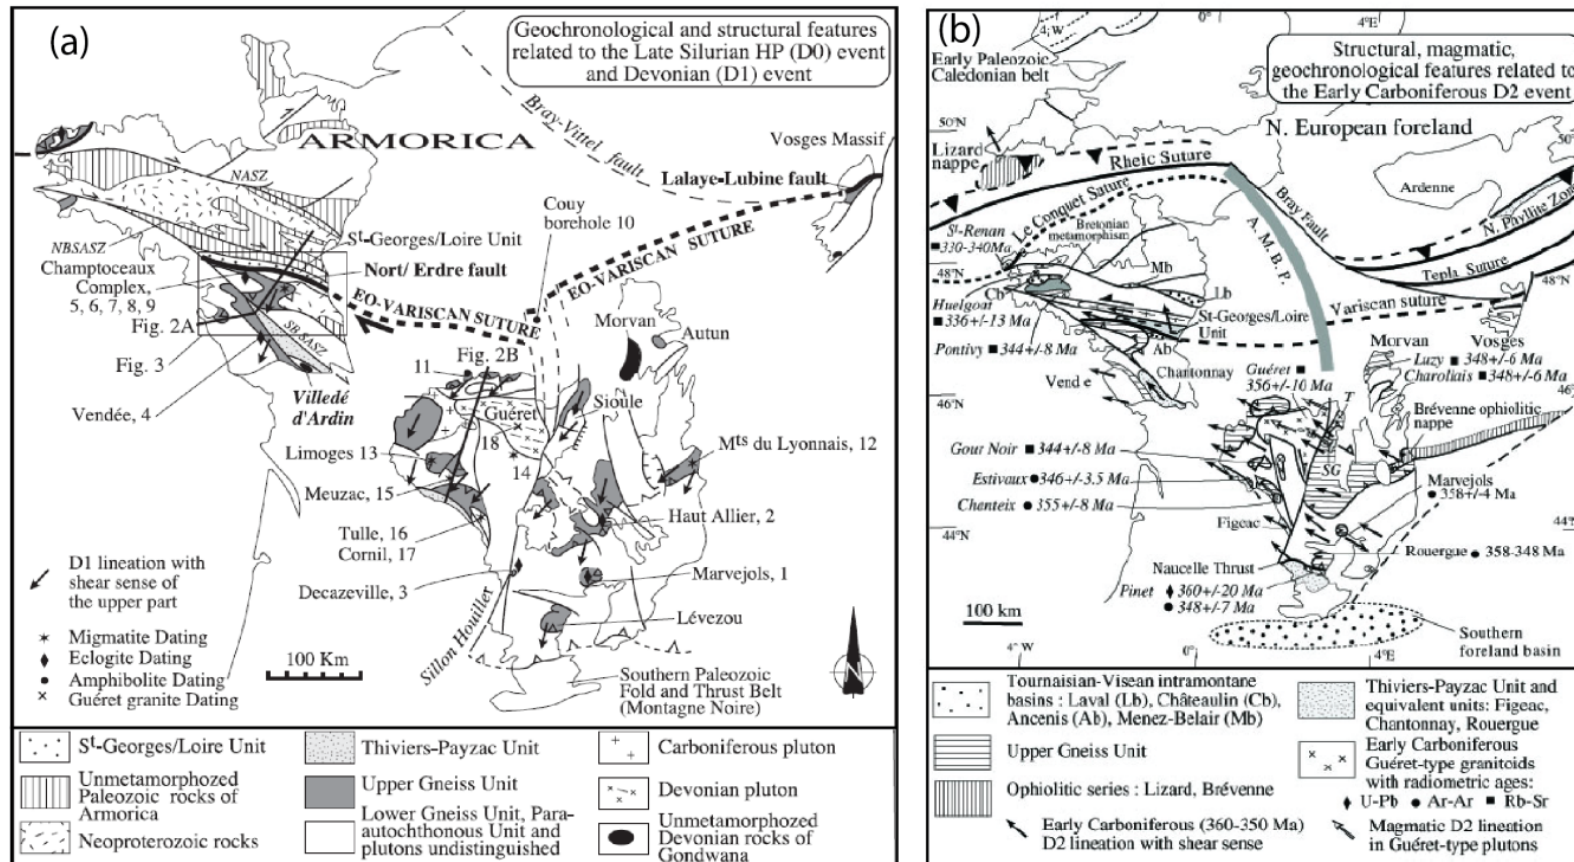 (a)
Geochronological and structural features
related to the Late Silurian HP (D0) event
and Devonian (D1) event
ARMORICA
Bray-Vittel fault
Vosges Massif
Lalaye-Lubine fault
NASZ
Couy
borehole 10
NBSASZ
St-Georges/Loire Unit
EO-VARISCAN SUTURE
Champtoceaux
Complex,
5, 6, 7, 8, 9
Nort/ Erdre fault
EO-VARISCAN SUTURE
Fig. 2A
SBSASZ
Morvan
Autun
Fig. 3
Fig. 2B
11
Villedé
d'Ardin
Vendée, 4
Guéret
Sioule
18
Limoges 13
14
Mts du Lyonnais, 12
Meuzac, 15
Tulle, 16
Cornil, 17
Haut Allier, 2
D1 lineation with
shear sense of
the upper part
Decazeville, 3
Marvejols, 1
Lévezou
Migmatite Dating
Eclogite Dating
Amphibolite Dating
Guéret granite Dating
100 Km
Sillon Houiller
N
Southern Paleozoic
Fold and Thrust Belt
(Montagne Noire)
St-Georges/Loire Unit
Unmetamorphozed
Paleozoic rocks of
Armorica
Neoproterozoic rocks
Thiviers-Payzac Unit
Upper Gneiss Unit
Lower Gneiss Unit, Para-
autochthonous Unit and
plutons undistinguished
Carboniferous pluton
Devonian pluton
Unmetamorphozed
Devonian rocks of
Gondwana
(b)
0°
4°E
4°W
Early Paleozoic
Caledonian belt
Structural, magmatic,
geochronological features related to
the Early Carboniferous D2 event
50°N
50°
N. European foreland
Lizard
nappe
Rheic Suture
Ardenne
Le Conquet Suture
Bray Fault
N. Phyllite Zone
St-Renan
330-340Ma
Bretonian
metamorphism
A. M. B. P.
Tepla Suture
48°N
48°N
Mb
Cb
Lb
Variscan suture
Huelgoat
336+/-13 Ma
St-Georges/Loire
Unit
Pontivy
344+/-8 Ma
Ab
Morvan
Vosges
Chantonnay
Guéret
356+/-10 Ma
Luzy
348+/-6 Ma
Charollais
348+/-6Ma
Vend e
46°N
46°N
T
Brévenne ophiolitic
nappe
Gour Noir
344+/-8 Ma
SG
Estivaux
346+/-3.5 Ma
Marvejols
358+/-4 Ma
Chanteix
355+/-8 Ma
Figeac
44°N
44°N
Rouergue
358-348 Ma
Naucelle Thrust
Pinet
360+/-20 Ma
348+/-7 Ma
100 km
Southern
foreland basin
4° W
0°
4°E
Tournaisian-Visean intramontane
basins : Laval (Lb), Châteaulin (Cb),
Ancenis (Ab), Menez-Belair (Mb)
Upper Gneiss Unit
Ophiolitic series : Lizard, Brévenne
Early Carboniferous (360-350 Ma)
D2 lineation with shear sense
Thiviers-Payzac Unit and
equivalent units: Figeac,
Chantonnay, Rouergue
Early Carboniferous
Guéret-type granitoids
with radiometric ages:
U-Pb
Ar-Ar
Rb-Sr
Magmatic D2 lineation
in Guéret-type plutons